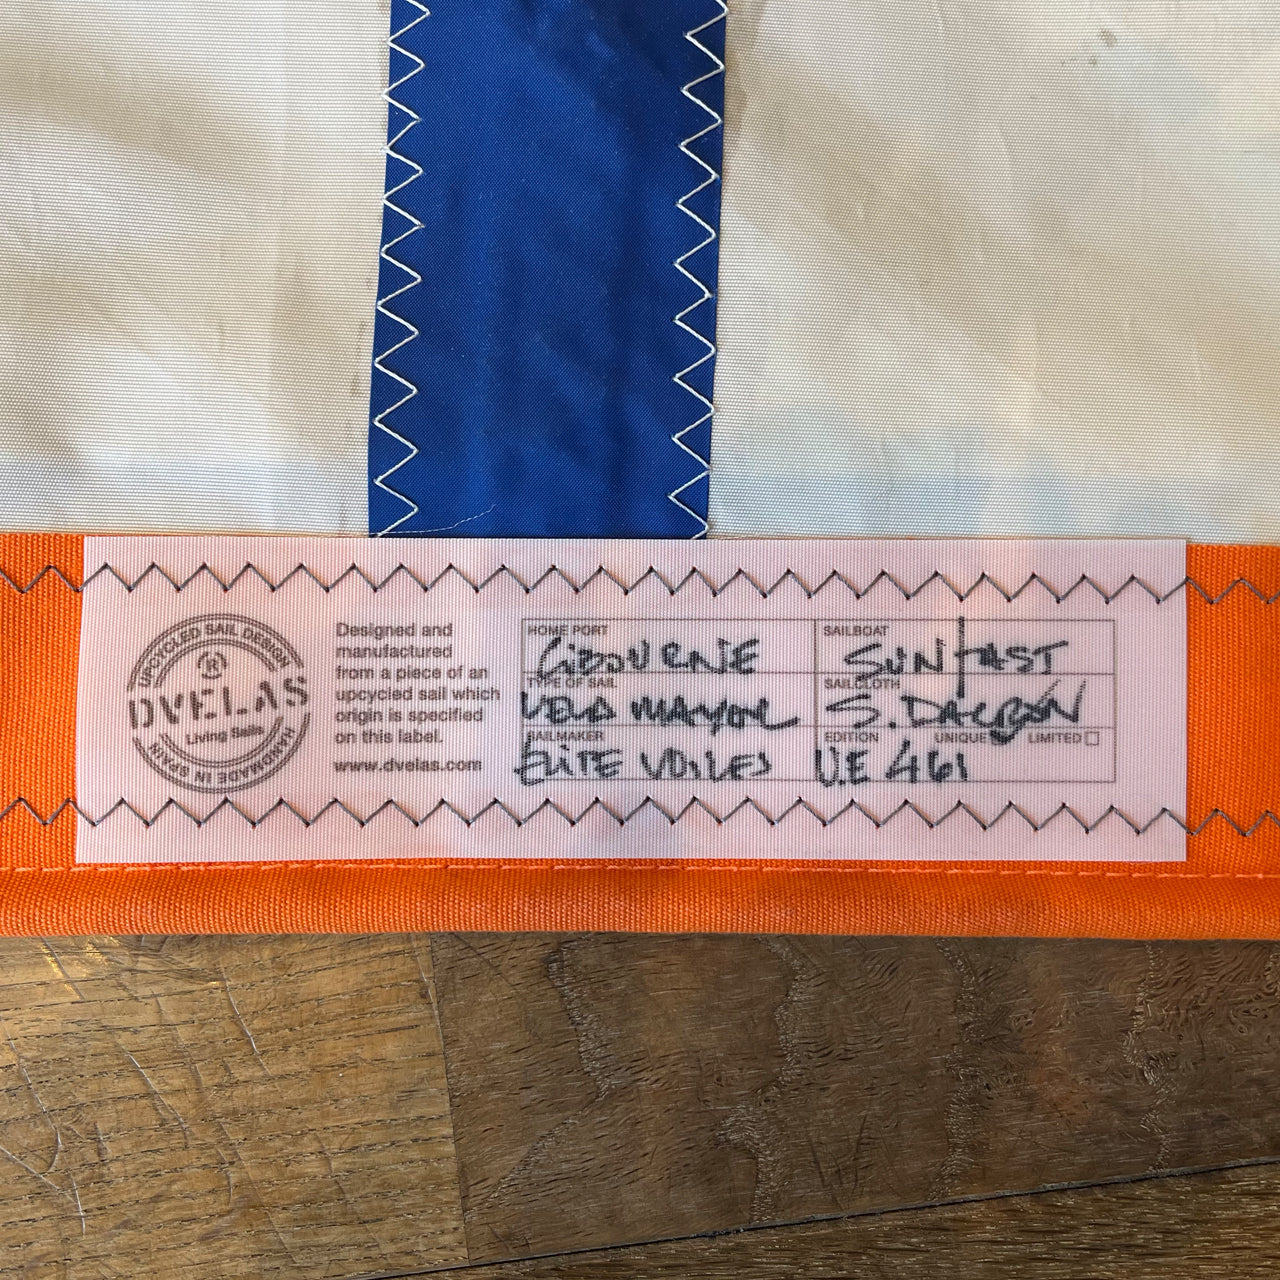 UPCYCLED SAIL DESIGN
R
DVELAS
Living Sails
HANDMADE IN SPAIN
Designed and
manufactured
from a piece of an
upcycled sail which
origin is specified
on this label.
www.dvelas.com
HOME PORT
LIBOURNE
SAILBOAT
SUN FAST
TYPE OF SAIL
VELA MAYOR
SAILCLOTH
S. DACRON
SAILMAKER
ELITE VOILES
EDITION UNIQUE LIMITED
U.E 461